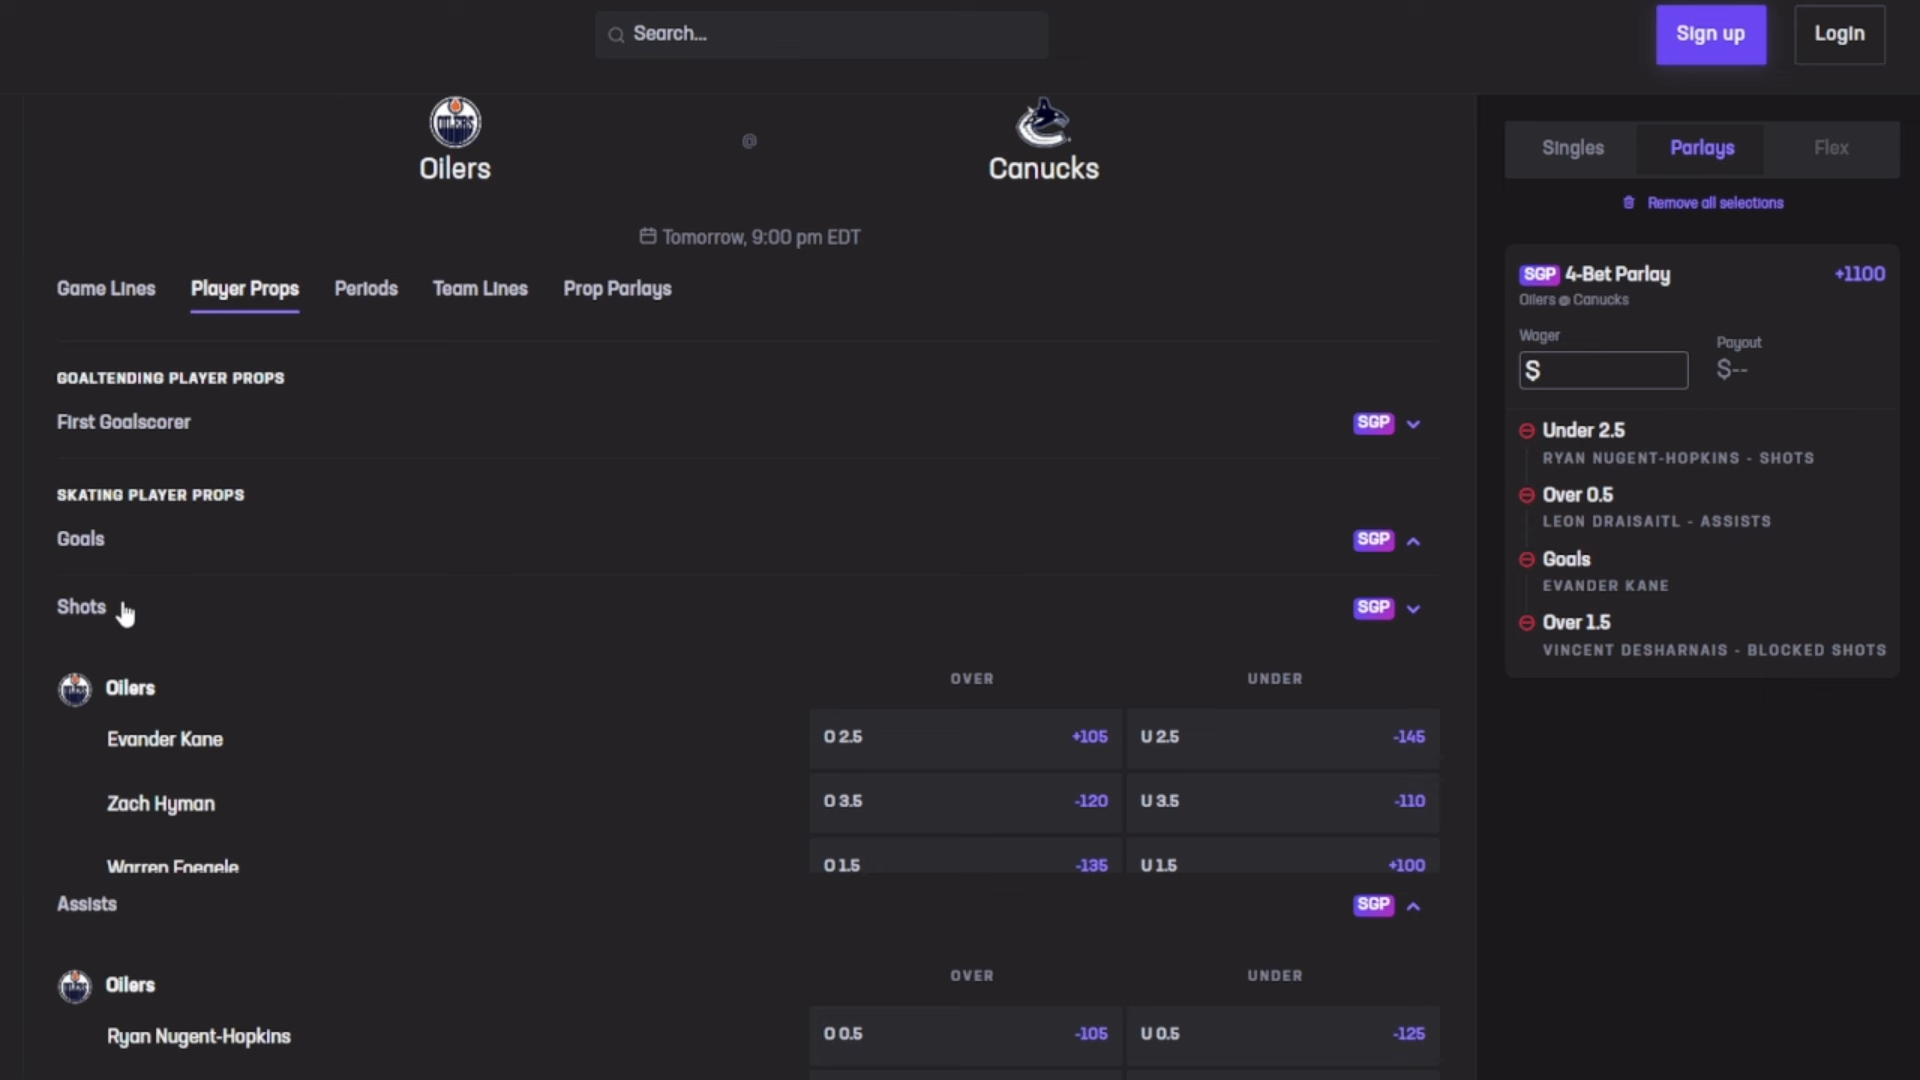 Search...
Sign up
Login
OILERS
Oilers
@
Canucks
Tomorrow, 9:00 pm EDT
Game Lines
Player Props
Periods
Team Lines
Prop Parlays
GOALTENDING PLAYER PROPS
First Goalscorer
SGP
SKATING PLAYER PROPS
Goals
SGP
Shots
SGP
Oilers
OVER
UNDER
Evander Kane
O 2.5
+105
U 2.5
-145
Zach Hyman
O 3.5
-120
U 3.5
-110
Warren Foegele
O 1.5
-135
U 1.5
+100
Assists
SGP
Oilers
OVER
UNDER
Ryan Nugent-Hopkins
O 0.5
-105
U 0.5
-125
Singles
Parlays
Flex
Remove all selections
SGP 4-Bet Parlay
+1100
Oilers @ Canucks
Wager
Payout
$
$--
Under 2.5
RYAN NUGENT-HOPKINS - SHOTS
Over 0.5
LEON DRAISAITL - ASSISTS
Goals
EVANDER KANE
Over 1.5
VINCENT DESHARNAIS - BLOCKED SHOTS